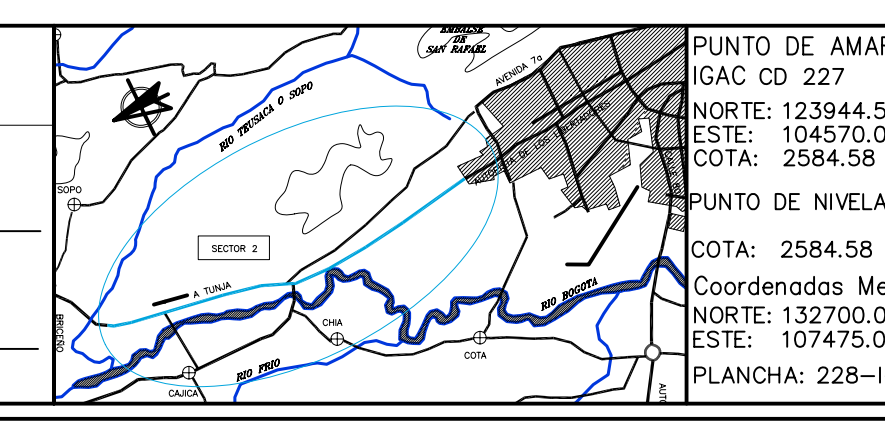 EMBALSE
DE
SAN RAFAEL
AVENIDA 7a
RIO TEUSACA O SOPO
AUTOPISTA DE LOS LIBERTADORES
SOPO
SECTOR 2
A TUNJA
RIO BOGOTA
BRICEÑO
CHIA
COTA
RIO FRIO
CAJICA
AUTO
PUNTO DE AMAR
IGAC CD 227
NORTE: 123944.5
ESTE: 104570.0
COTA: 2584.58
PUNTO DE NIVELA
COTA: 2584.58
Coordenadas Me
NORTE: 132700.0
ESTE: 107475.0
PLANCHA: 228-I